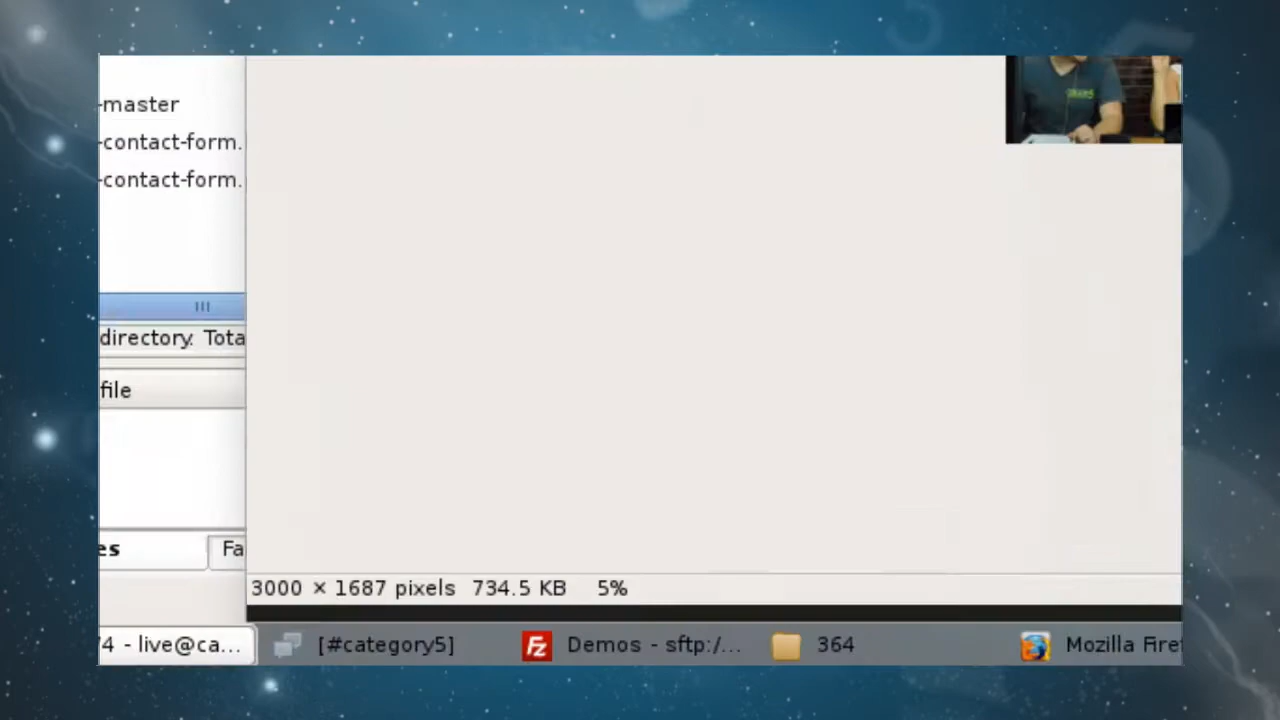 -master
-contact-form.
-contact-form.
directory. Tota
file
es
Fa
3000 × 1687 pixels 734.5 KB 5%
4 - live@ca...
[#category5]
Demos - sftp:/...
364
Mozilla Firef